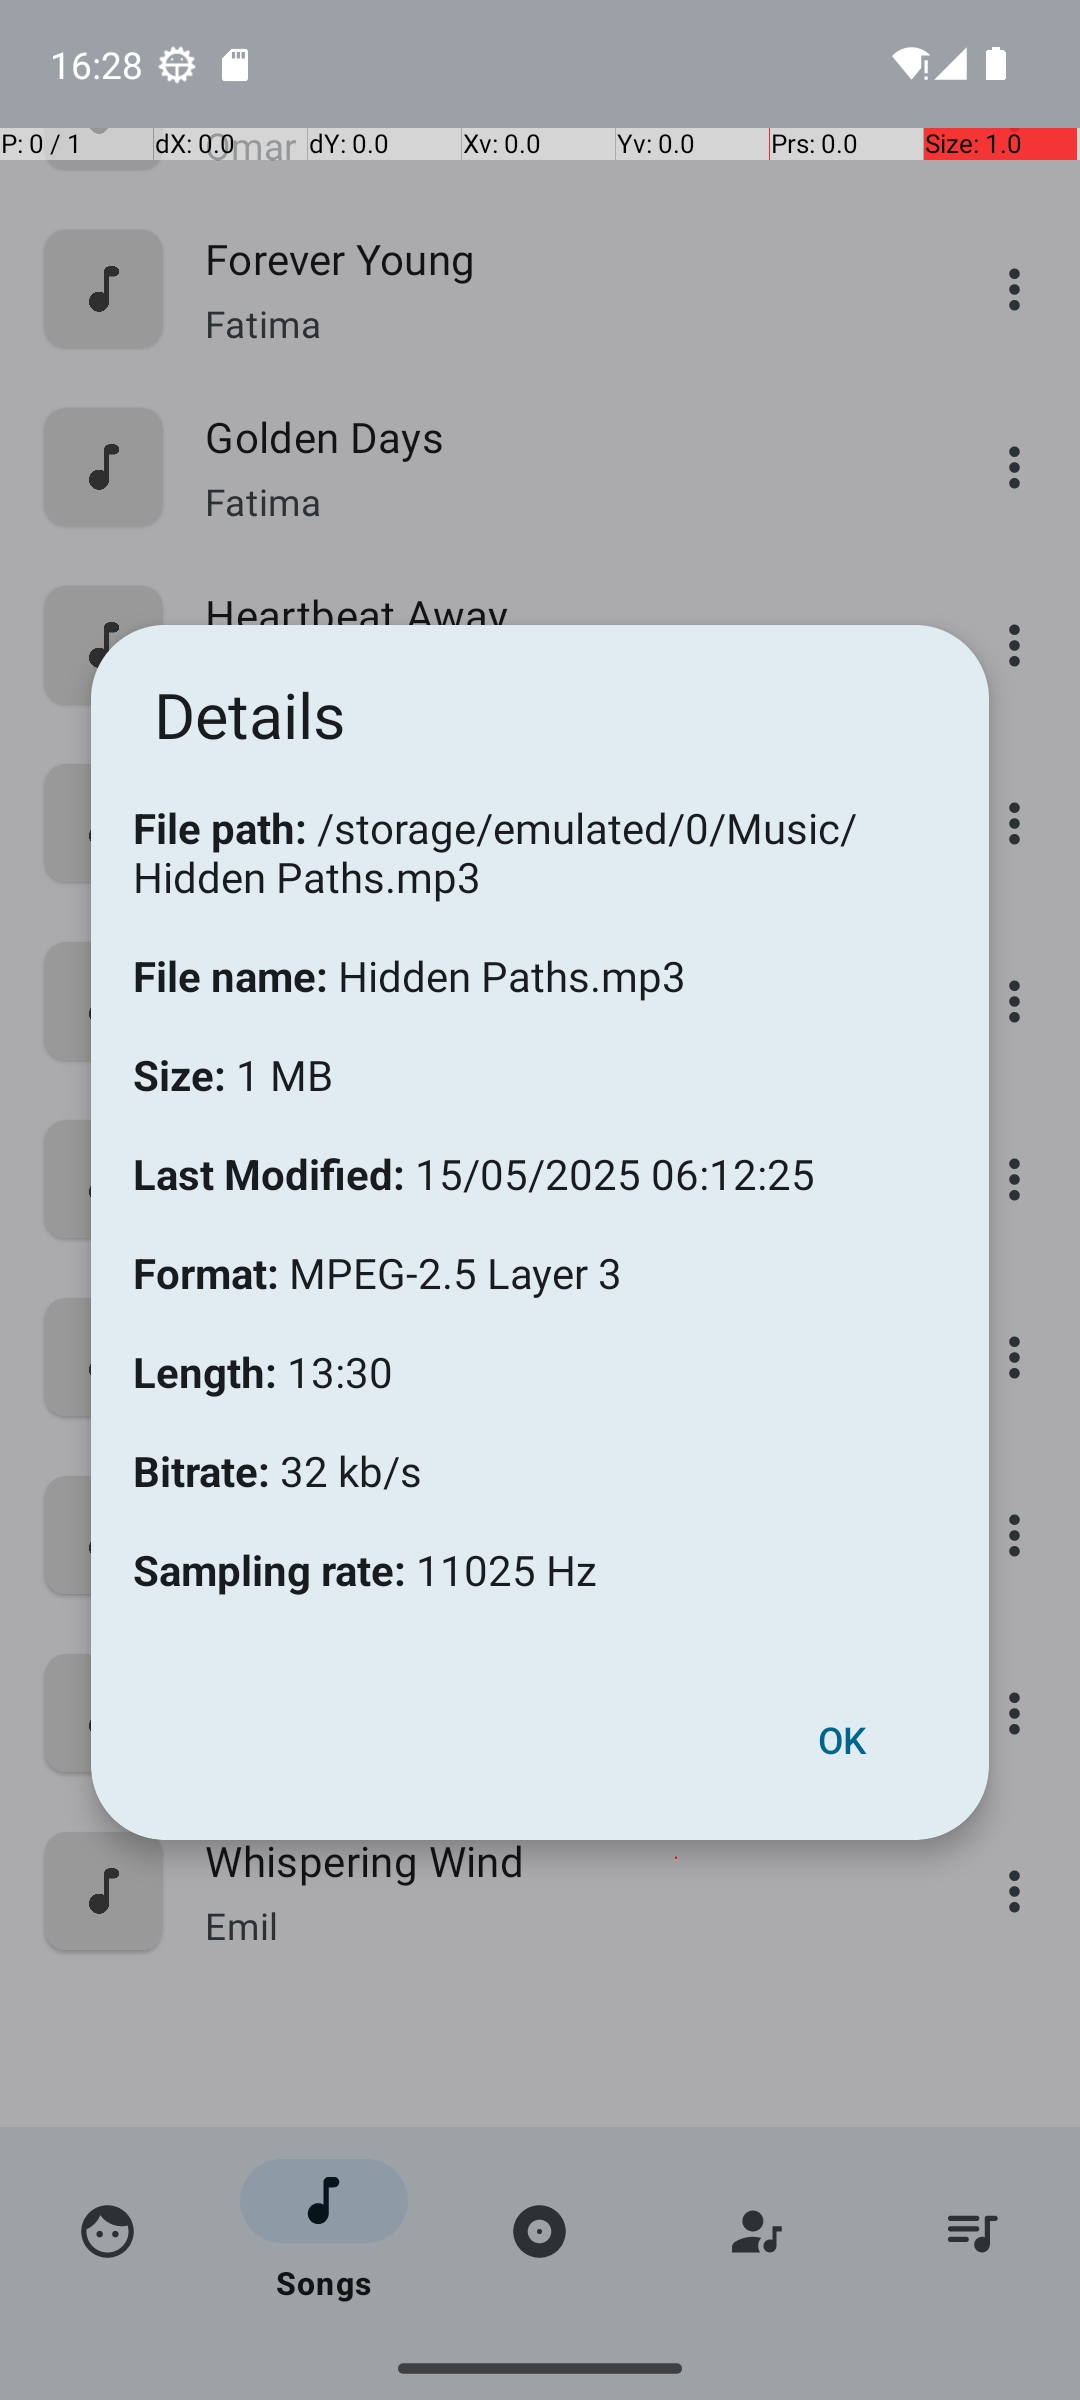 16:28
P: 0 / 1 dX: 0.0 dY: 0.0 Xv: 0.0 Yv: 0.0 Prs: 0.0 Size: 1.0
Omar
Forever Young
Fatima
Golden Days
Fatima
Heartbeat Away
Details
File path: /storage/emulated/0/Music/
Hidden Paths.mp3
File name: Hidden Paths.mp3
Size: 1 MB
Last Modified: 15/05/2025 06:12:25
Format: MPEG-2.5 Layer 3
Length: 13:30
Bitrate: 32 kb/s
Sampling rate: 11025 Hz
OK
Whispering Wind
Emil
Songs